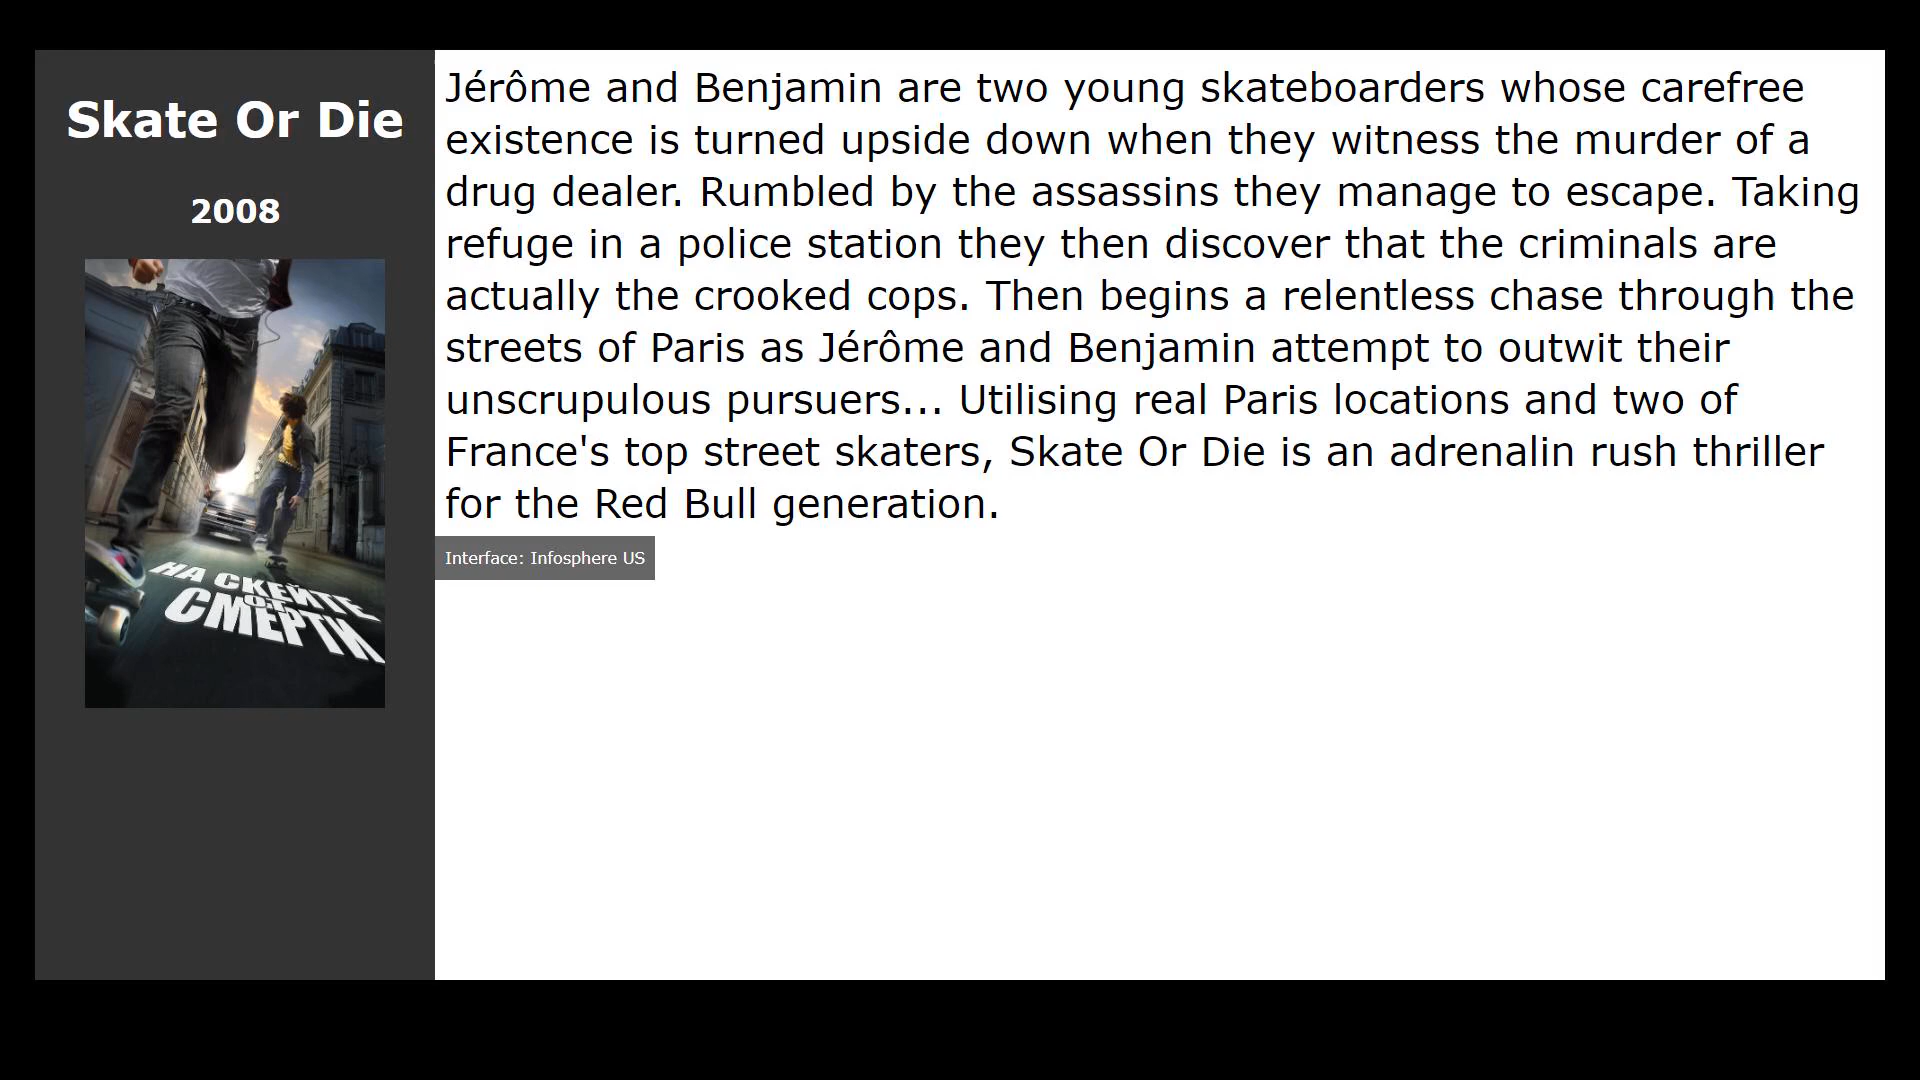 Skate Or Die
2008
НА СКЕЙТЕ
ОТ
СМЕРТИ
Jérôme and Benjamin are two young skateboarders whose carefree
existence is turned upside down when they witness the murder of a
drug dealer. Rumbled by the assassins they manage to escape. Taking
refuge in a police station they then discover that the criminals are
actually the crooked cops. Then begins a relentless chase through the
streets of Paris as Jérôme and Benjamin attempt to outwit their
unscrupulous pursuers... Utilising real Paris locations and two of
France's top street skaters, Skate Or Die is an adrenalin rush thriller
for the Red Bull generation.
Interface: Infosphere US